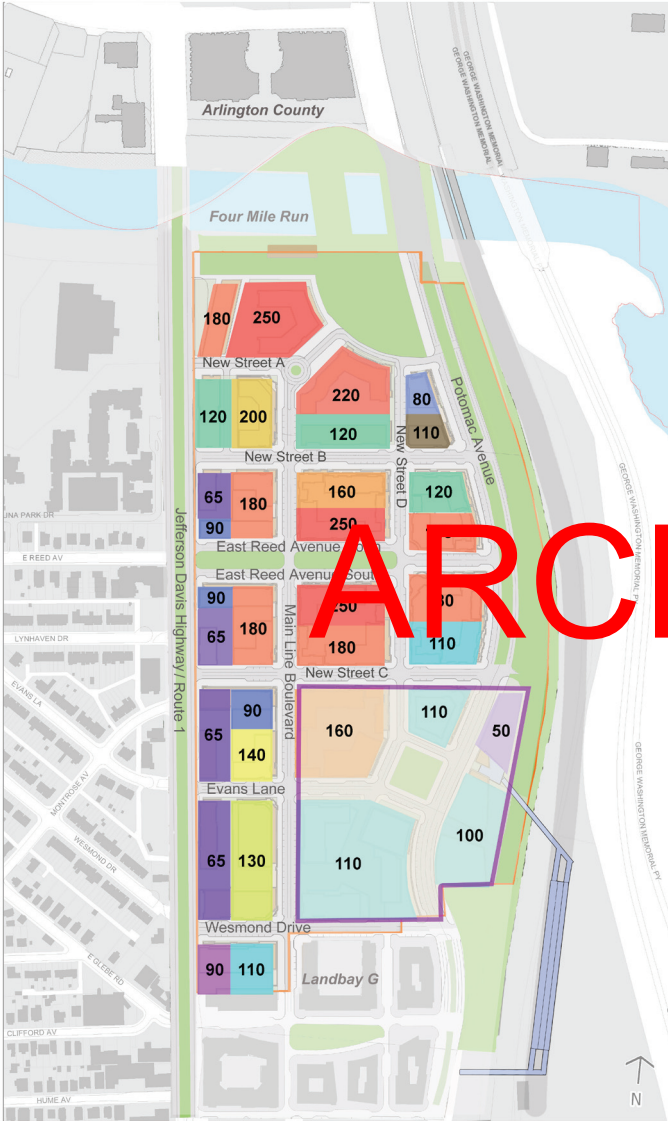 GEORGE WASHINGTON MEMORIAL
GEORGE WASHINGTON MEMORIAL
Arlington County
Four Mile Run
180
250
New Street A
220
80
120
200
120
110
Potomac Avenue
New Street B
New Street D
65
180
160
120
90
250
East Reed Avenue
JNA PARK DR
E REED AV
Jefferson Davis Highway / Route 1
ARC
East Reed Avenue South
90
250
65
180
180
110
LYNHAVEN DR
Main Line Boulevard
New Street C
EVANS LA
90
110
50
65
160
140
MONTROSE AV
Evans Lane
WESMOND DR
65
130
110
100
Wesmond Drive
E GLEBE RD
90
110
Landbay G
CLIFFORD AV
HUME AV
GEORGE WASHINGTON MEMORIAL PY
GEORGE WASHINGTON MEMORIAL PY
N